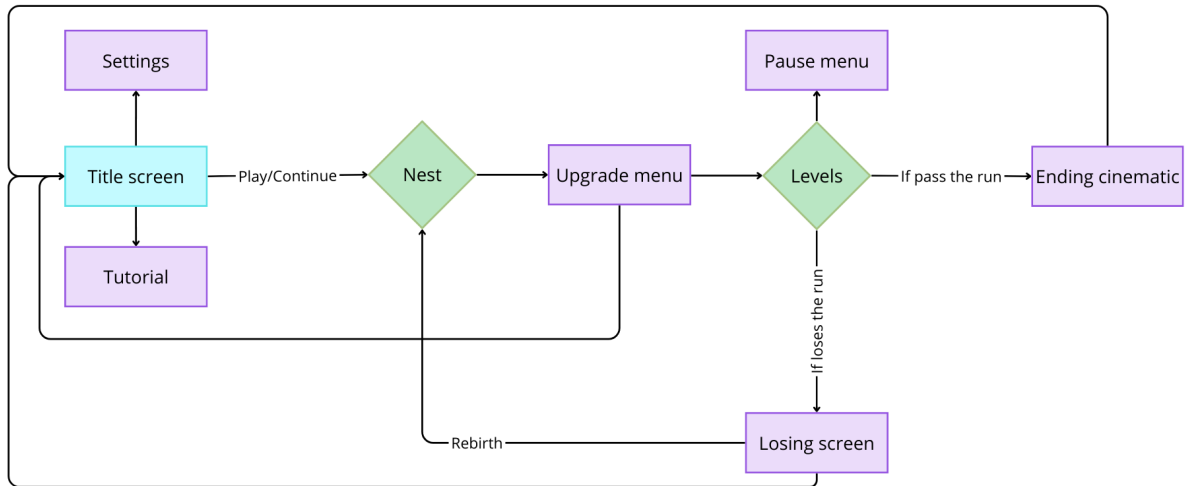 Settings
Pause menu
Title screen
Play/Continue
Nest
Upgrade menu
Levels
If pass the run
Ending cinematic
Tutorial
If loses the run
Rebirth
Losing screen